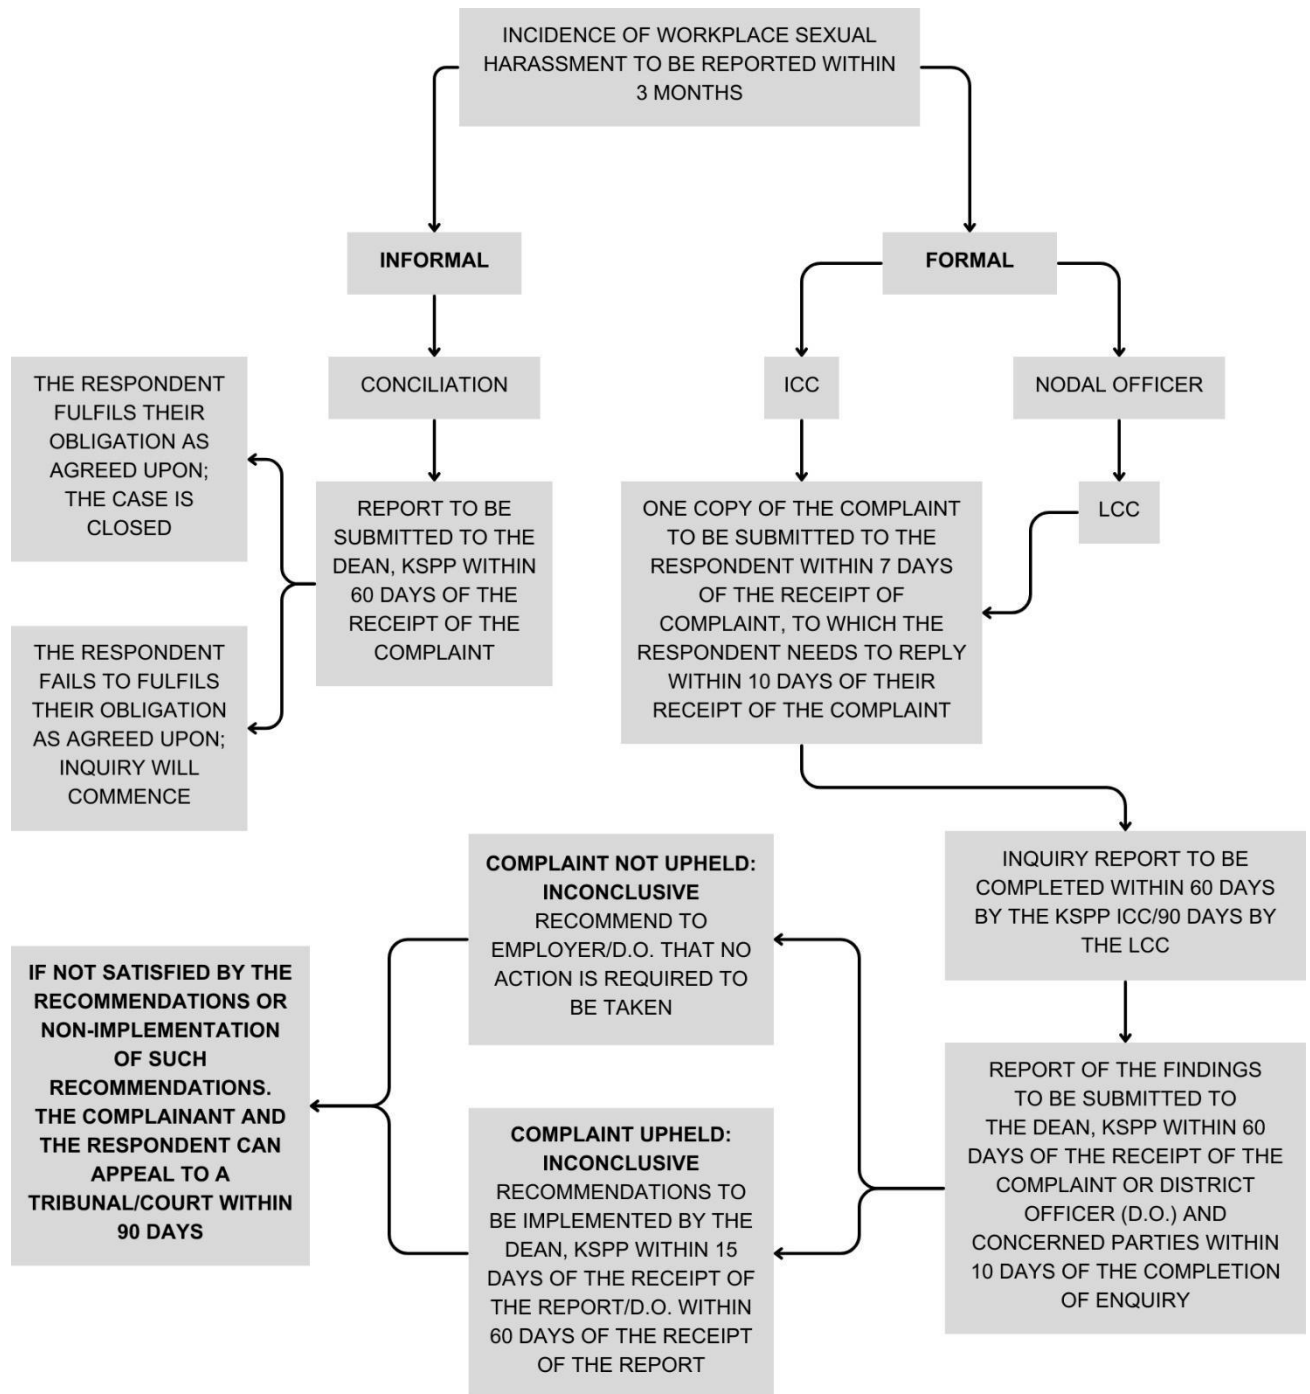 INCIDENCE OF WORKPLACE SEXUAL
HARASSMENT TO BE REPORTED WITHIN
3 MONTHS
INFORMAL
FORMAL
CONCILIATION
ICC
NODAL OFFICER
THE RESPONDENT
FULFILS THEIR
OBLIGATION AS
AGREED UPON;
THE CASE IS
CLOSED
REPORT TO BE
SUBMITTED TO THE
DEAN, KSPP WITHIN
60 DAYS OF THE
RECEIPT OF THE
COMPLAINT
ONE COPY OF THE COMPLAINT
TO BE SUBMITTED TO THE
RESPONDENT WITHIN 7 DAYS
OF THE RECEIPT OF
COMPLAINT, TO WHICH THE
RESPONDENT NEEDS TO REPLY
WITHIN 10 DAYS OF THEIR
RECEIPT OF THE COMPLAINT
LCC
THE RESPONDENT
FAILS TO FULFILS
THEIR OBLIGATION
AS AGREED UPON;
INQUIRY WILL
COMMENCE
INQUIRY REPORT TO BE
COMPLETED WITHIN 60 DAYS
BY THE KSPP ICC/90 DAYS BY
THE LCC
COMPLAINT NOT UPHELD:
INCONCLUSIVE
RECOMMEND TO
EMPLOYER/D.O. THAT NO
ACTION IS REQUIRED TO
BE TAKEN
IF NOT SATISFIED BY THE
RECOMMENDATIONS OR
NON-IMPLEMENTATION
OF SUCH
RECOMMENDATIONS.
THE COMPLAINANT AND
THE RESPONDENT CAN
APPEAL TO A
TRIBUNAL/COURT WITHIN
90 DAYS
REPORT OF THE FINDINGS
TO BE SUBMITTED TO
THE DEAN, KSPP WITHIN 60
DAYS OF THE RECEIPT OF THE
COMPLAINT OR DISTRICT
OFFICER (D.O.) AND
CONCERNED PARTIES WITHIN
10 DAYS OF THE COMPLETION
OF ENQUIRY
COMPLAINT UPHELD:
INCONCLUSIVE
RECOMMENDATIONS TO
BE IMPLEMENTED BY THE
DEAN, KSPP WITHIN 15
DAYS OF THE RECEIPT OF
THE REPORT/D.O. WITHIN
60 DAYS OF THE RECEIPT
OF THE REPORT